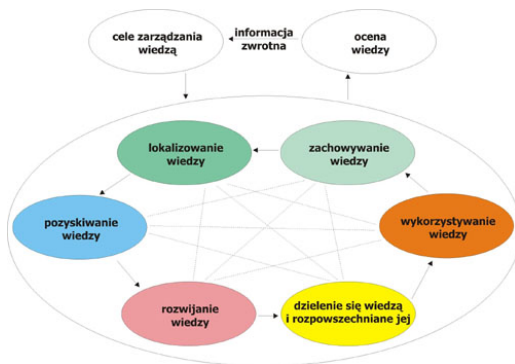 cele zarządzania
wiedzą
informacja
zwrotna
ocena
wiedzy
lokalizowanie
wiedzy
zachowywanie
wiedzy
pozyskiwanie
wiedzy
wykorzystywanie
wiedzy
rozwijanie
wiedzy
dzielenie się wiedzą
i rozpowszechniane jej